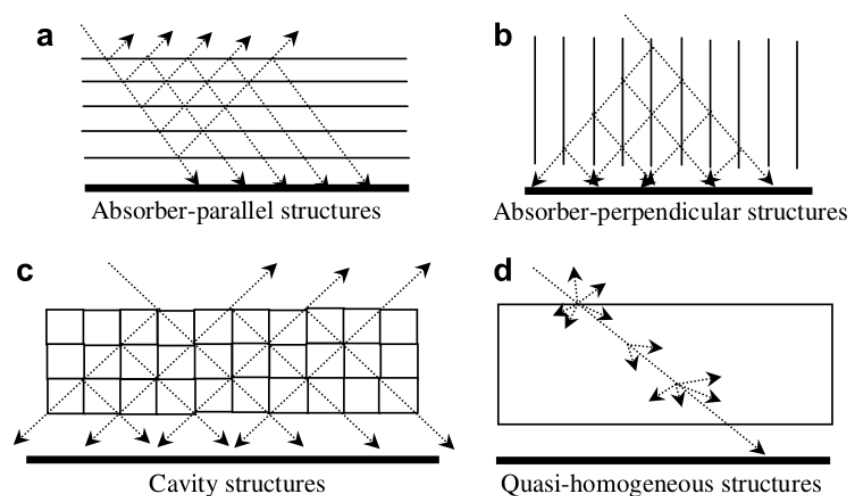 a
Absorber-parallel structures
b
Absorber-perpendicular structures
c
Cavity structures
d
Quasi-homogeneous structures